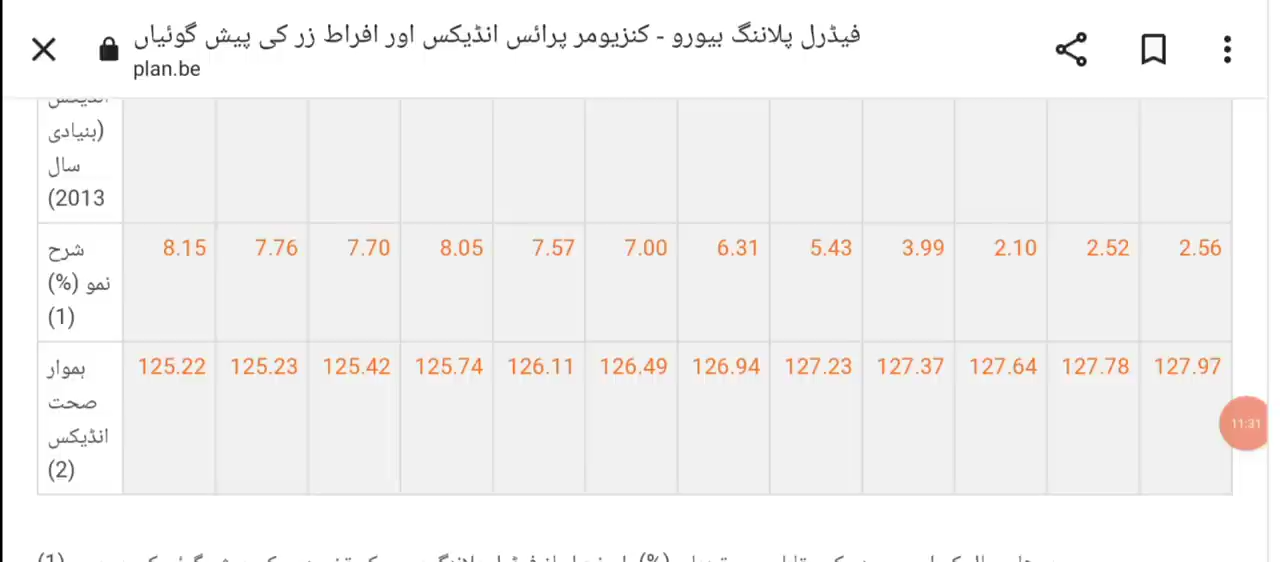 فیڈرل پلاننگ بیورو - کنزیومر پرائس انڈیکس اور افراط زر کی پیش گوئیاں
plan.be
(بنیادی
سال
(2013
شرح
نمو (%)
(1)
8.15 7.76 7.70 8.05 7.57 7.00 6.31 5.43 3.99 2.10 2.52 2.56
ہموار
صحت
انڈیکس
(2)
125.22 125.23 125.42 125.74 126.11 126.49 126.94 127.23 127.37 127.64 127.78 127.97
11:31